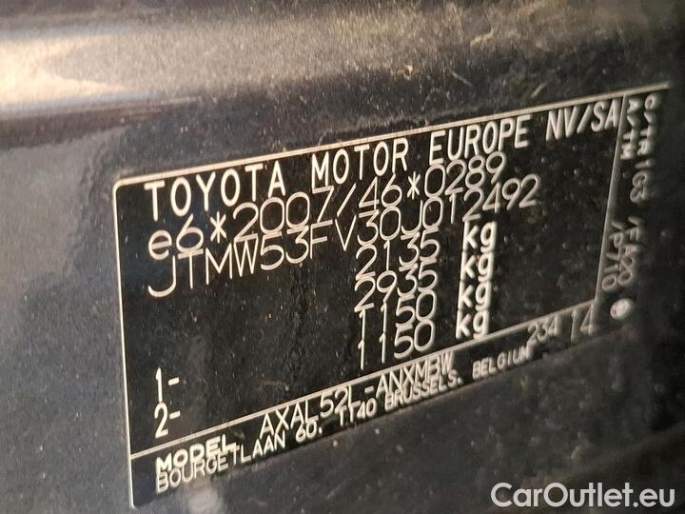 TOYOTA MOTOR EUROPE NV/SA
e6*2007/46*0289
JTMW53FV30J012492
2135 kg
2935 kg
1- 1150 kg
2- 1150 kg
MODEL AXAL52L-ANXMBW
BOURGETLAAN 60, 1140 BRUSSELS, BELGIUM 234 14
CarOutlet.eu